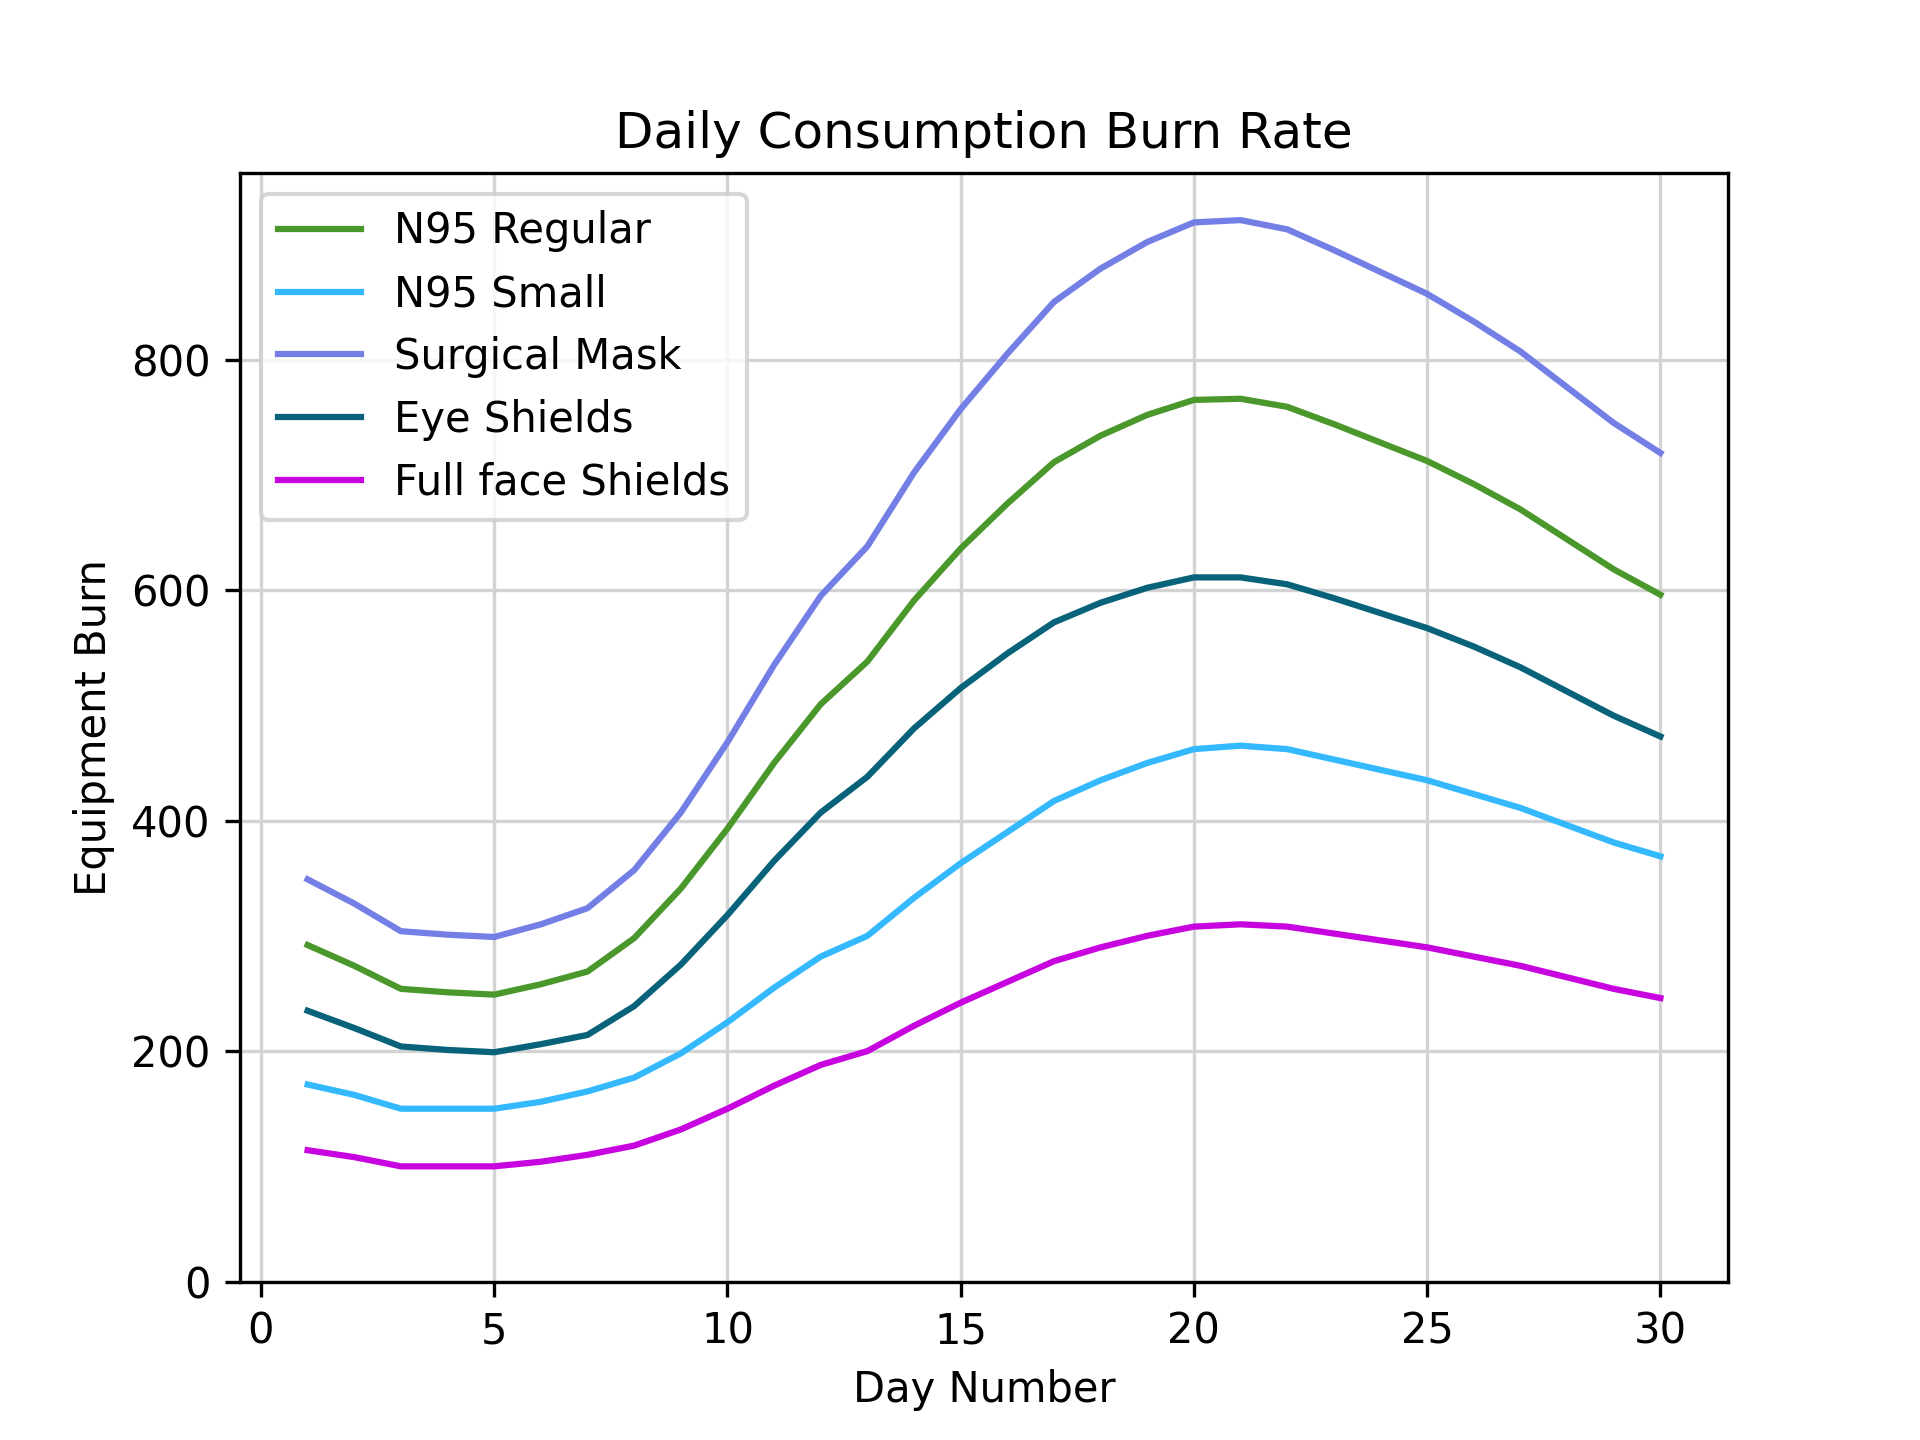 Daily Consumption Burn Rate
N95 Regular
N95 Small
Surgical Mask
Eye Shields
Full face Shields
Equipment Burn
800
600
400
200
0
0 5 10 15 20 25 30
Day Number